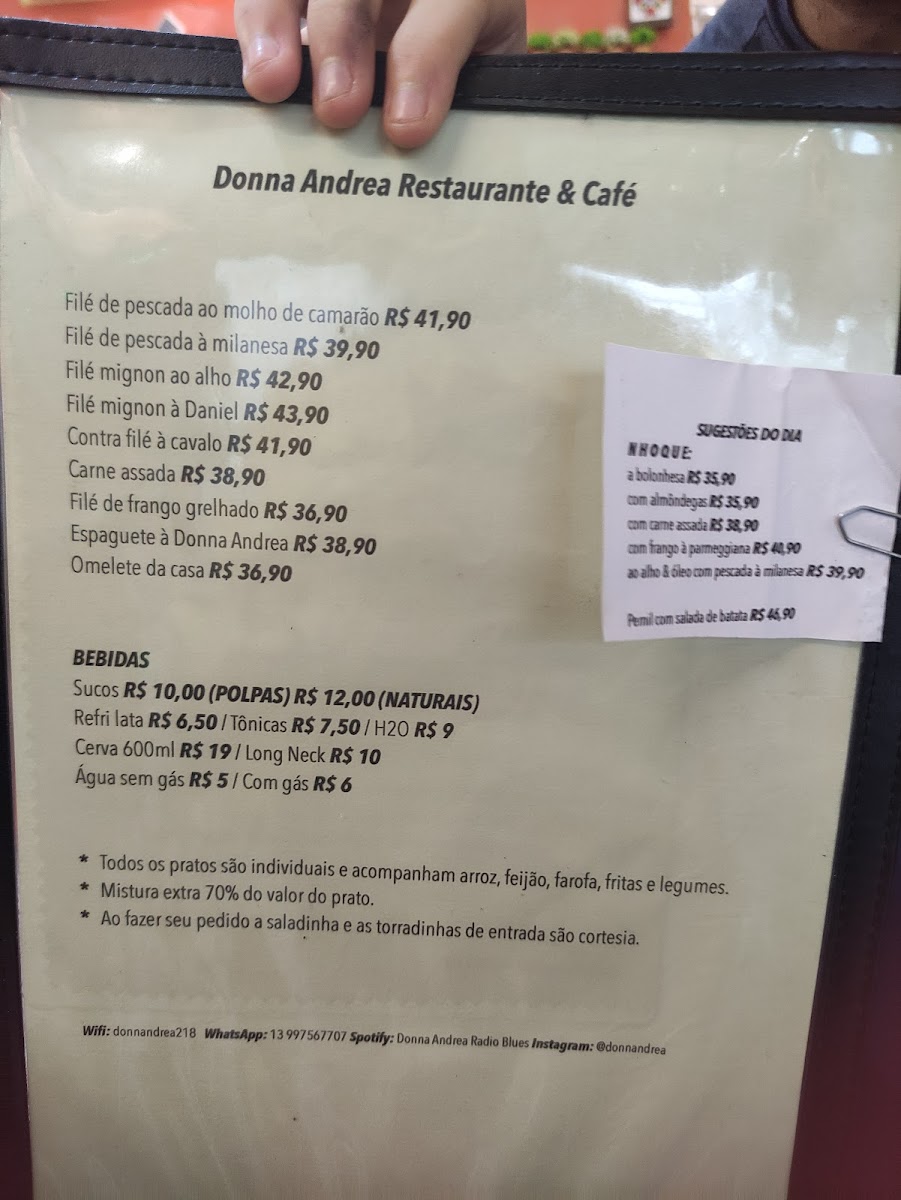 Donna Andrea Restaurante & Café
Filé de pescada ao molho de camarão R$ 41,90
Filé de pescada à milanesa R$ 39,90
Filé mignon ao alho R$ 42,90
Filé mignon à Daniel R$ 43,90
Contra filé à cavalo R$ 41,90
Carne assada R$ 38,90
Filé de frango grelhado R$ 36,90
Espaguete à Donna Andrea R$ 38,90
Omelete da casa R$ 36,90
SUGESTÕES DO DIA
NHOQUE:
a bolonhesa R$ 35,90
com almôndegas R$ 35,90
com carne assada R$ 38,90
com frango à parmeggiana R$ 40,90
ao alho & óleo com pescada à milanesa R$ 39,90
Pernil com salada de batata R$ 46,90
BEBIDAS
Sucos R$ 10,00 (POLPAS) R$ 12,00 (NATURAIS)
Refri lata R$ 6,50 / Tônicas R$ 7,50 / H2O R$ 9
Cerva 600ml R$ 19 / Long Neck R$ 10
Água sem gás R$ 5 / Com gás R$ 6
* Todos os pratos são individuais e acompanham arroz, feijão, farofa, fritas e legumes.
* Mistura extra 70% do valor do prato.
* Ao fazer seu pedido a saladinha e as torradinhas de entrada são cortesia.
Wifi: donnandrea218 WhatsApp: 13 997567707 Spotify: Donna Andrea Radio Blues Instagram: @donnandrea